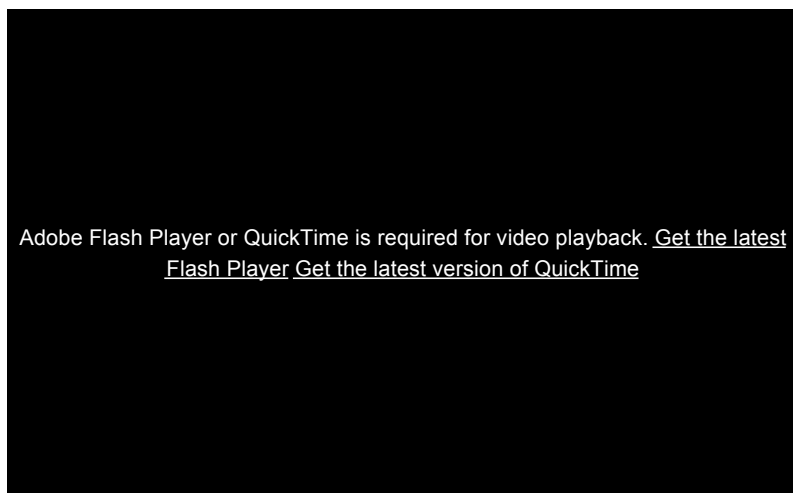 Adobe Flash Player or QuickTime is required for video playback. Get the latest
Flash Player Get the latest version of QuickTime